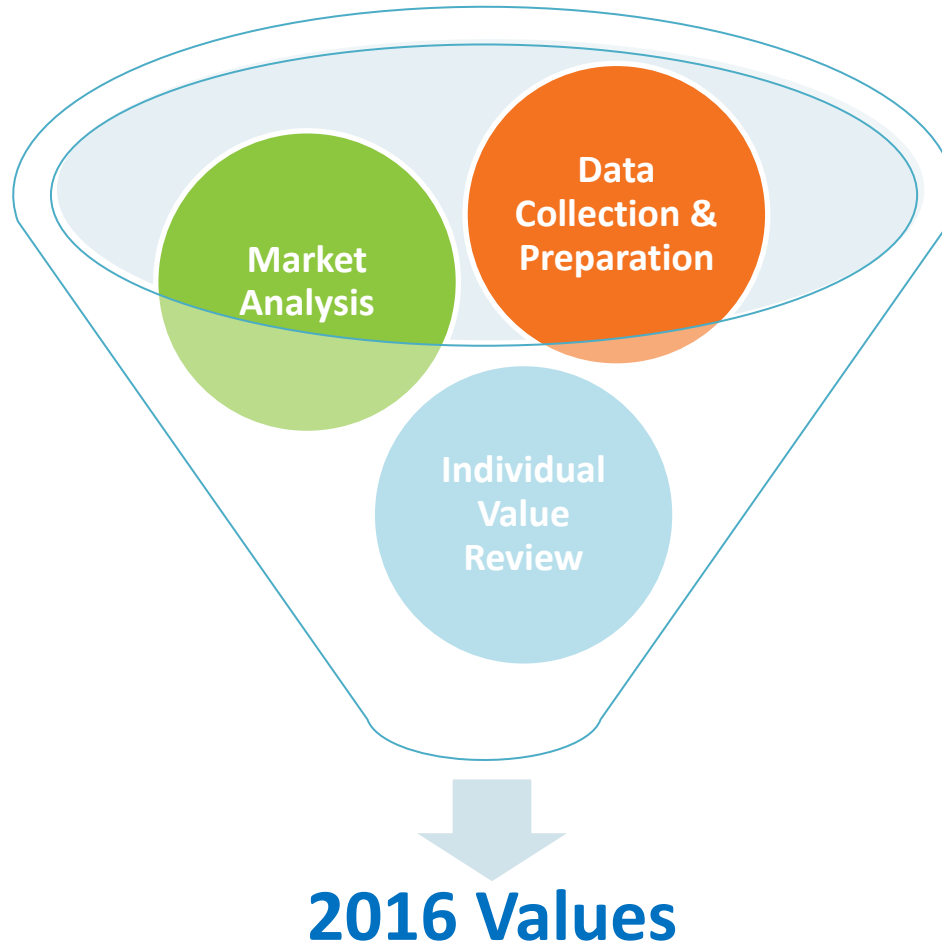 Data
Collection &
Preparation
Market
Analysis
Individual
Value
Review
2016 Values